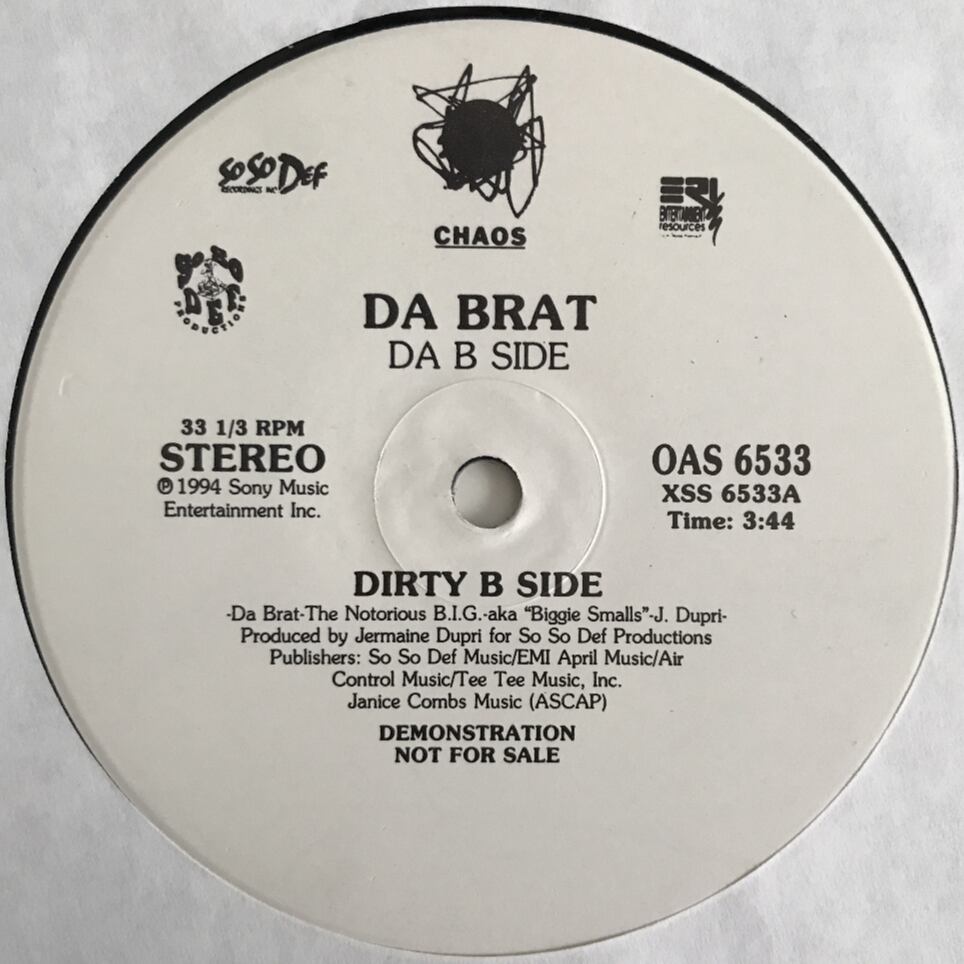 SO SO DEF
RECORDINGS INC
CHAOS
ERL
ENTERTAINMENT
resources
SO SO
DEF
PRODUCTIONS
DA BRAT
DA B SIDE
33 1/3 RPM
STEREO
℗ 1994 Sony Music
Entertainment Inc.
OAS 6533
XSS 6533A
Time: 3:44
DIRTY B SIDE
-Da Brat-The Notorious B.I.G.-aka “Biggie Smalls”-J. Dupri-
Produced by Jermaine Dupri for So So Def Productions
Publishers: So So Def Music/EMI April Music/Air
Control Music/Tee Tee Music, Inc.
Janice Combs Music (ASCAP)
DEMONSTRATION
NOT FOR SALE